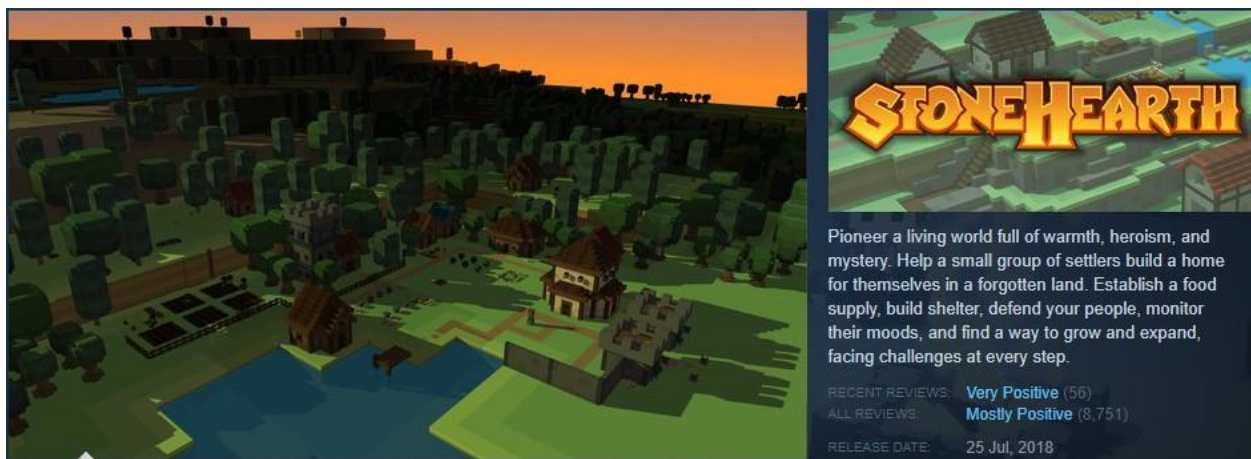 STONEHEARTH
Pioneer a living world full of warmth, heroism, and
mystery. Help a small group of settlers build a home
for themselves in a forgotten land. Establish a food
supply, build shelter, defend your people, monitor
their moods, and find a way to grow and expand,
facing challenges at every step.
RECENT REVIEWS: Very Positive (56)
ALL REVIEWS: Mostly Positive (8,751)
RELEASE DATE: 25 Jul, 2018